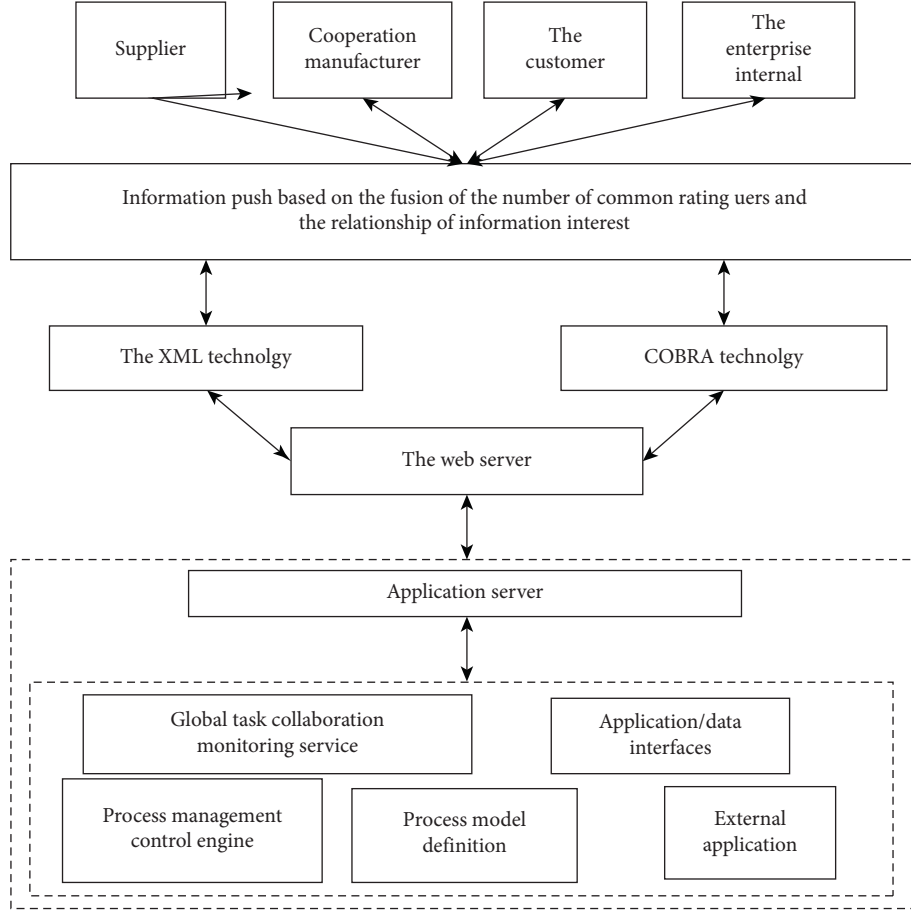 Supplier
Cooperation
manufacturer
The
customer
The
enterprise
internal
Information push based on the fusion of the number of common rating uers and
the relationship of information interest
The XML technolgy
COBRA technolgy
The web server
Application server
Global task collaboration
monitoring service
Application/data
interfaces
Process management
control engine
Process model
definition
External
application